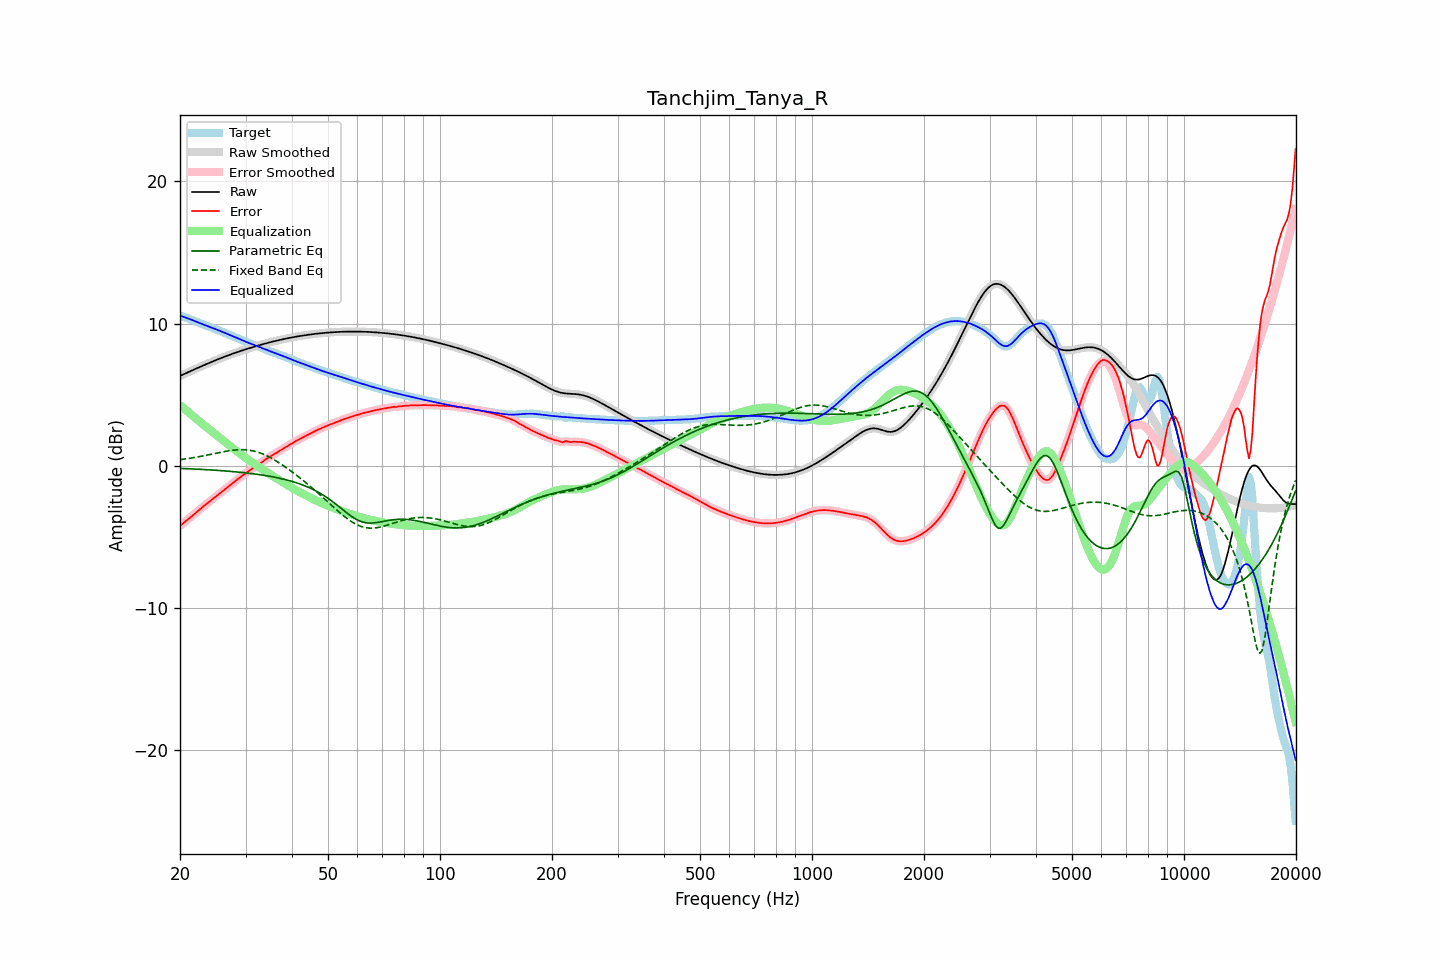 Tanchjim_Tanya_R
Target
Raw Smoothed
Error Smoothed
Raw
Error
Equalization
Parametric Eq
Fixed Band Eq
Equalized
20
10
0
−10
−20
Amplitude (dBr)
20
50
100
200
500
1000
2000
5000
10000
20000
Frequency (Hz)